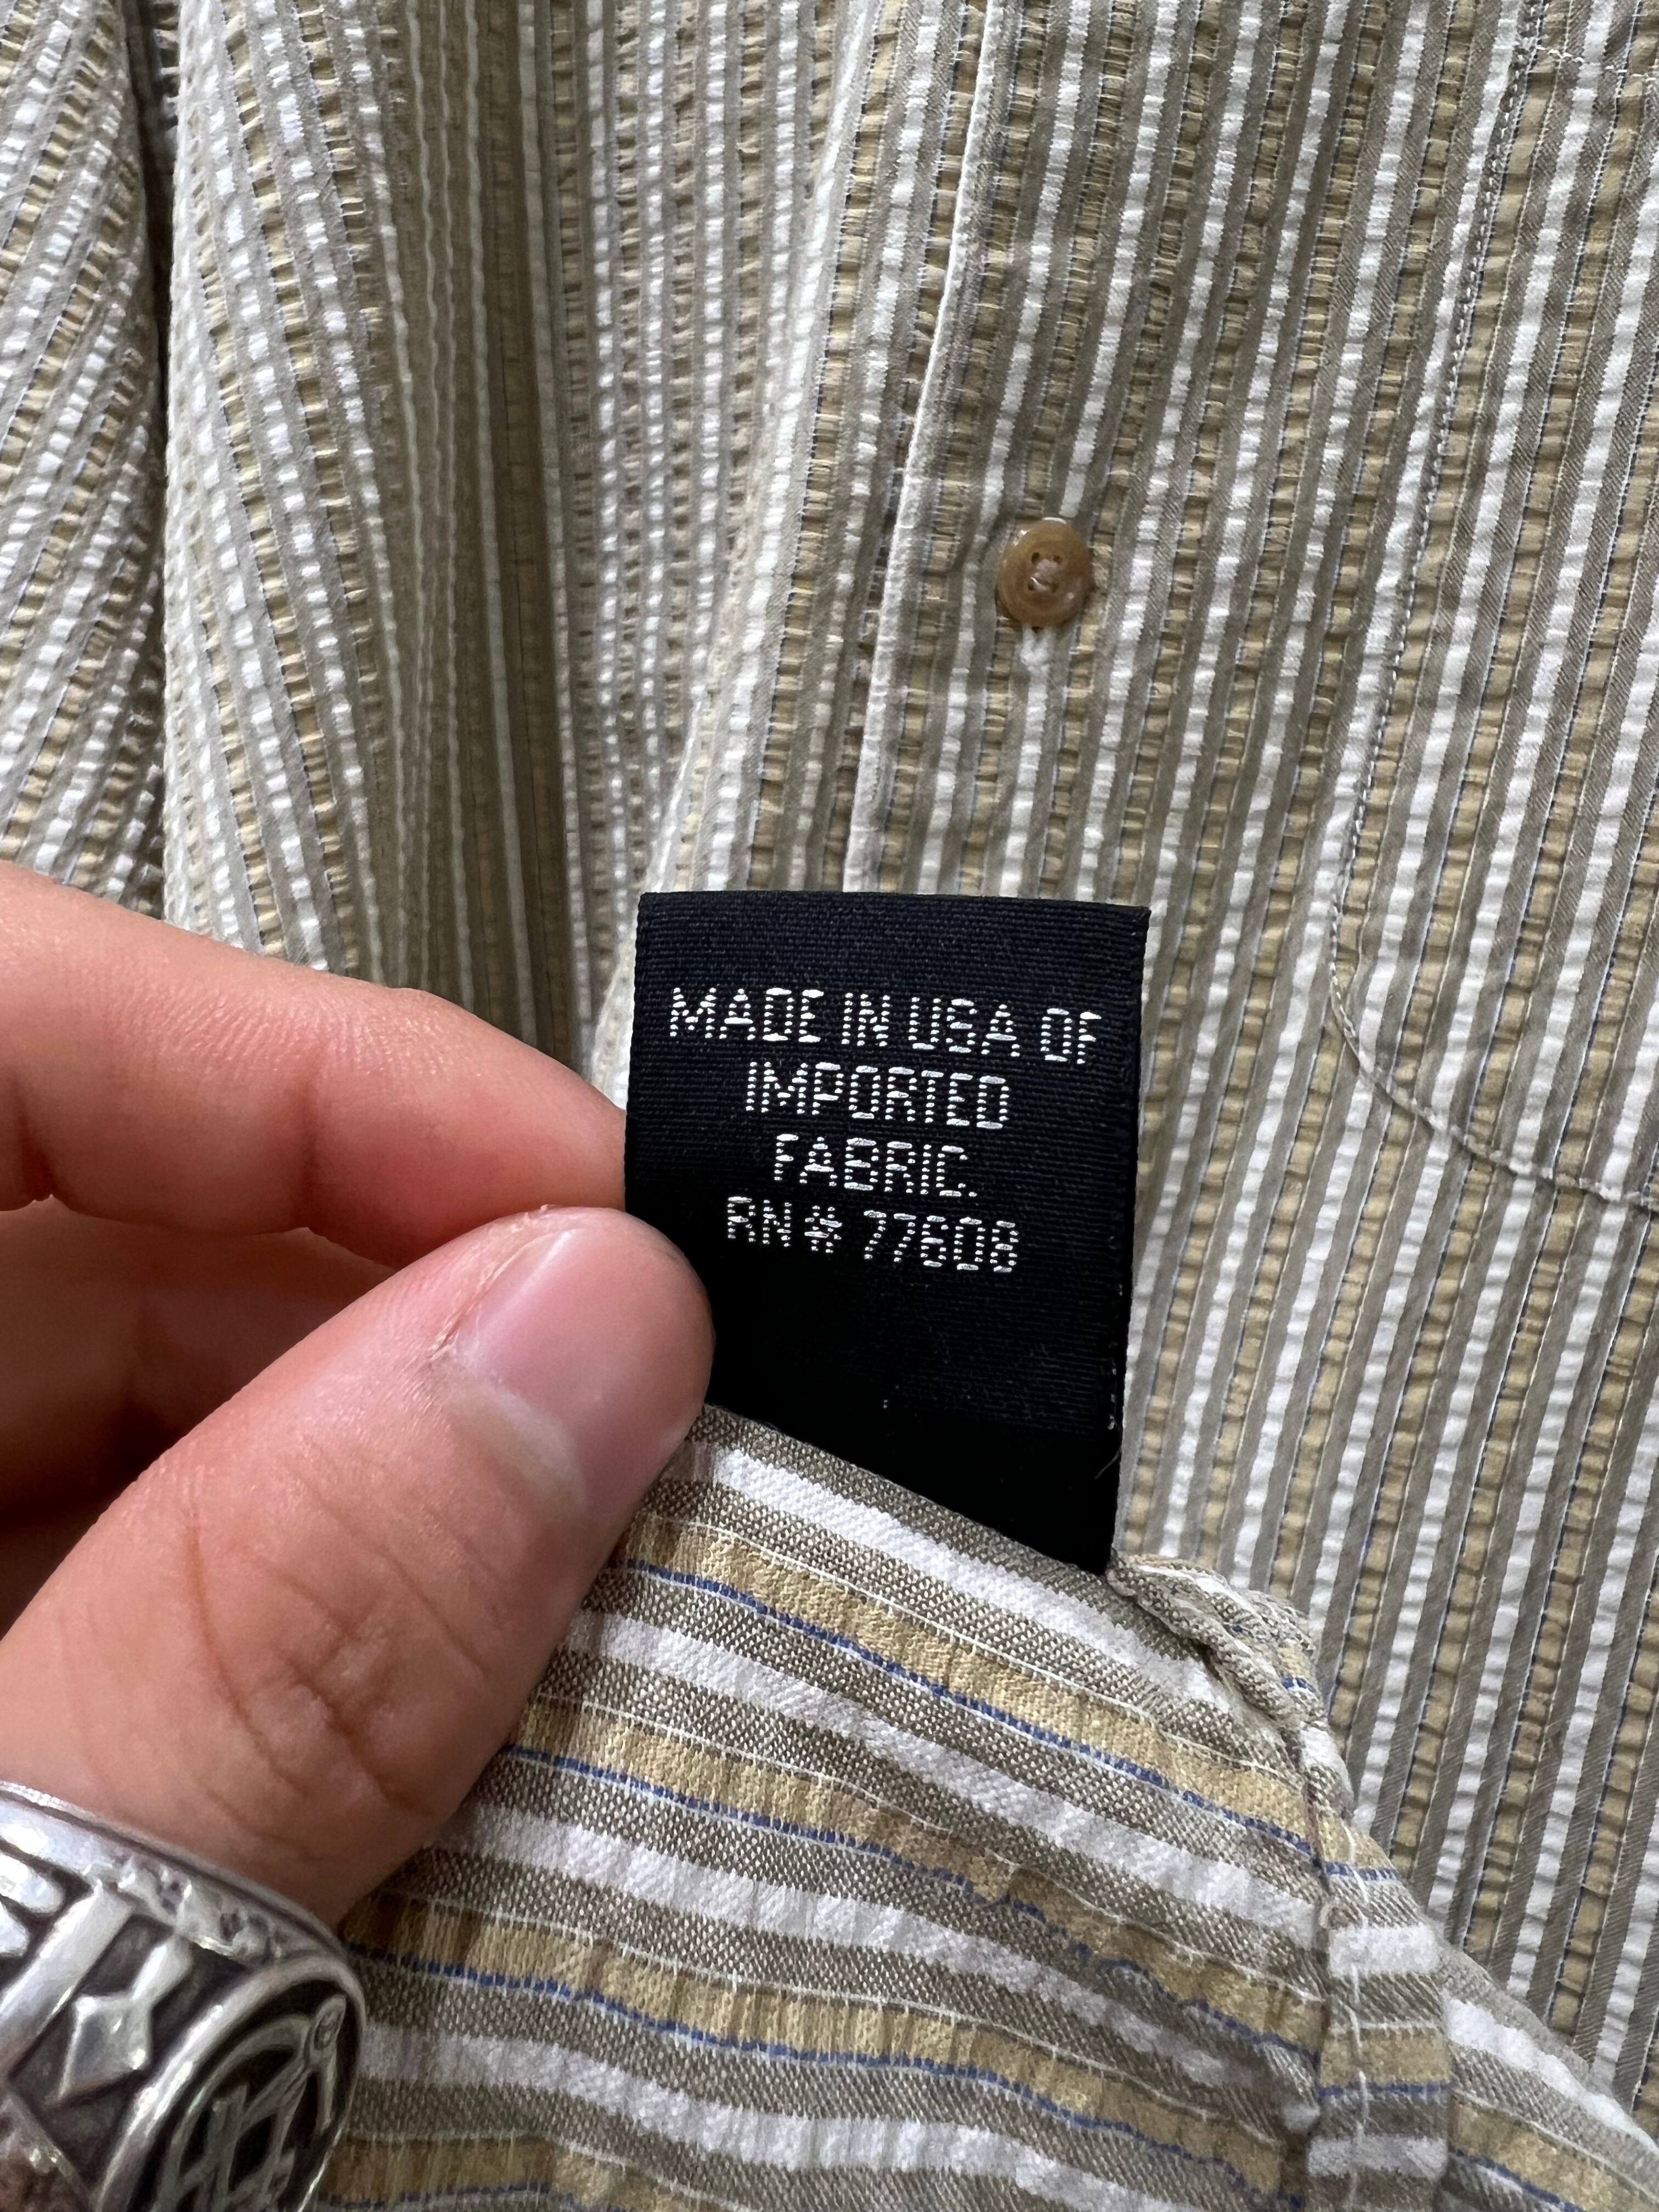 MADE IN USA OF
IMPORTED
FABRIC.
RN# 77608